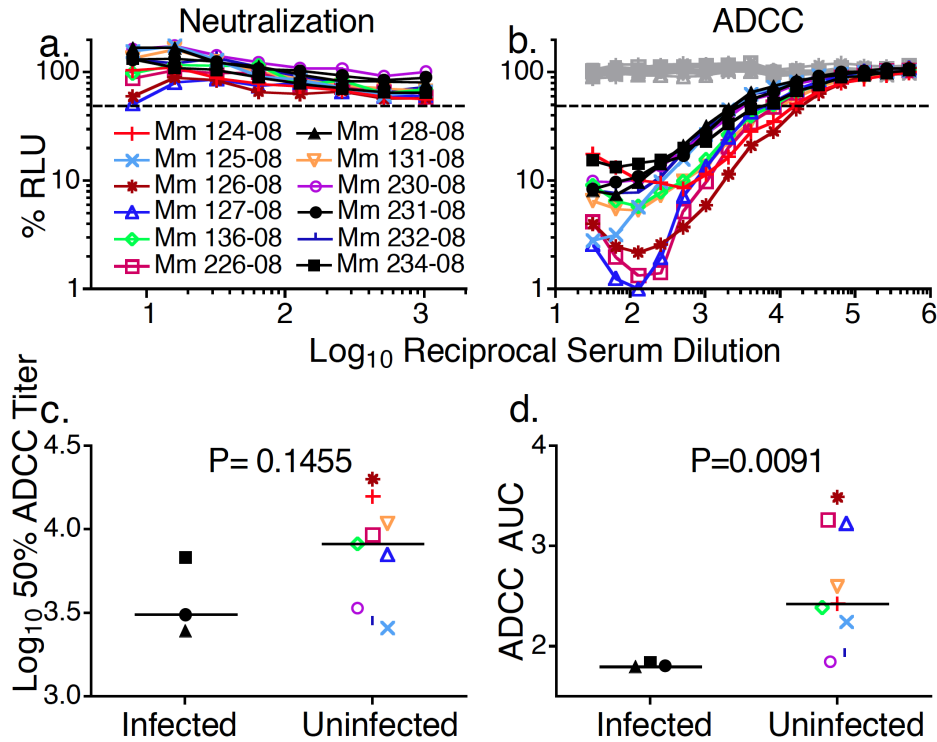 Neutralization
ADCC
a.
b.
% RLU
100
10
1
Mm 124-08
Mm 128-08
Mm 125-08
Mm 131-08
Mm 126-08
Mm 230-08
Mm 127-08
Mm 231-08
Mm 136-08
Mm 232-08
Mm 226-08
Mm 234-08
1 2 3
100
10
1
1 2 3 4 5 6
Log10 Reciprocal Serum Dilution
c.
d.
Log10 50% ADCC Titer
4.5
4.0
3.5
3.0
P= 0.1455
Infected Uninfected
ADCC AUC
4
3
2
P=0.0091
Infected Uninfected